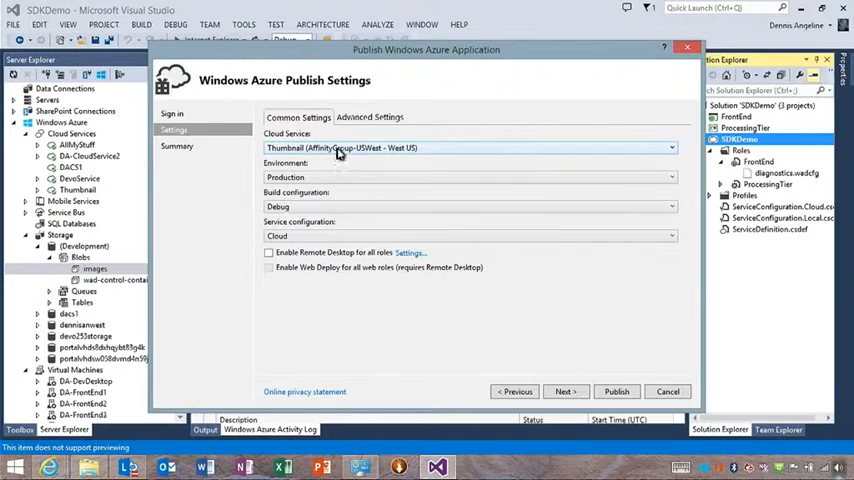 SDKDemo - Microsoft Visual Studio
Quick Launch (Ctrl+Q)
FILE EDIT VIEW PROJECT BUILD DEBUG TEAM TOOLS TEST ARCHITECTURE ANALYZE WINDOW
Dennis Angeline
Server Explorer
Data Connections
Servers
SharePoint Connections
Windows Azure
Cloud Services
AllMyStuff
DA-CloudService2
DACS1
DevoService
Thumbnail
Mobile Services
Service Bus
SQL Databases
Storage
(Development)
Blobs
images
wad-control-contai
Queues
Tables
dacs1
dennisanwest
devo253storage
portalvhds8dxhybp83g4k
portalvhdsw058dvmd4n59j
Virtual Machines
DA-DevDesktop
DA-FrontEnd1
DA-FrontEnd2
DA-FrontEnd3
Toolbox Server Explorer
Publish Windows Azure Application
? ×
Windows Azure Publish Settings
Sign in
Settings
Summary
Common Settings Advanced Settings
Cloud Service:
Thumbnail (AffinityGroup-USWest - West US)
Environment:
Production
Build configuration:
Debug
Service configuration:
Cloud
Enable Remote Desktop for all roles Settings...
Enable Web Deploy for all web roles (requires Remote Desktop)
Online privacy statement
< Previous Next > Publish Cancel
Description Status Start Time (UTC)
Output Windows Azure Activity Log
Solution 'SDKDemo'
FrontEnd
ProcessingTier
SDKDemo
Roles
FrontEnd
diagnostics.wadcfg
ProcessingTier
Profiles
ServiceConfiguration.Cloud.csc
ServiceConfiguration.Local.csc
ServiceDefinition.csdef
Solution Explorer Team Explorer
Properties
This item does not support previewing